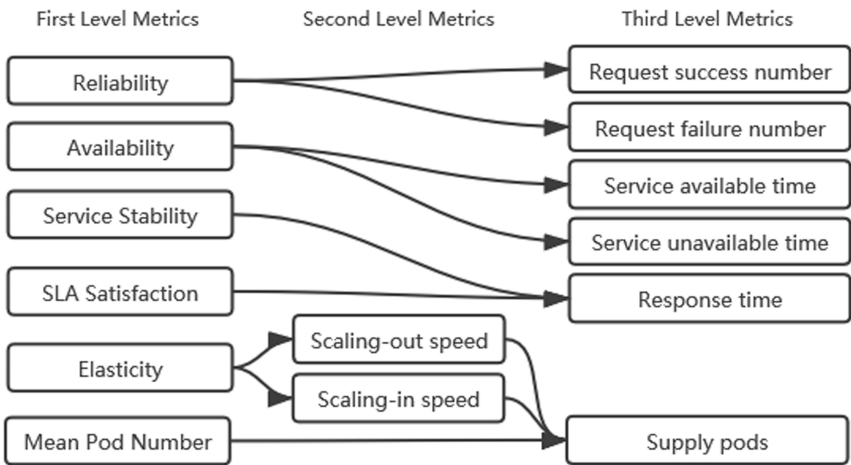 First Level Metrics
Second Level Metrics
Third Level Metrics
Reliability
Availability
Service Stability
SLA Satisfaction
Elasticity
Mean Pod Number
Scaling-out speed
Scaling-in speed
Request success number
Request failure number
Service available time
Service unavailable time
Response time
Supply pods